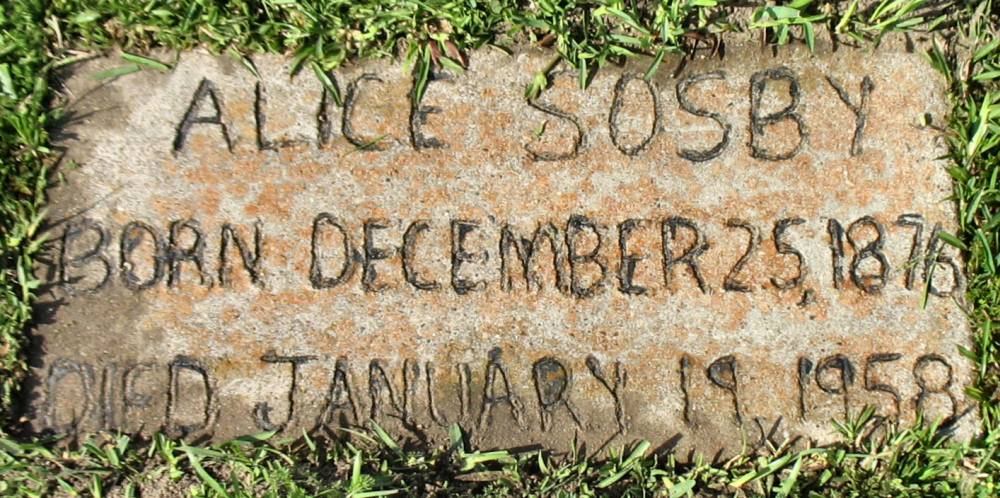 ALICE SOSBY
BORN DECEMBER 25, 1876
DIED JANUARY 19, 1958